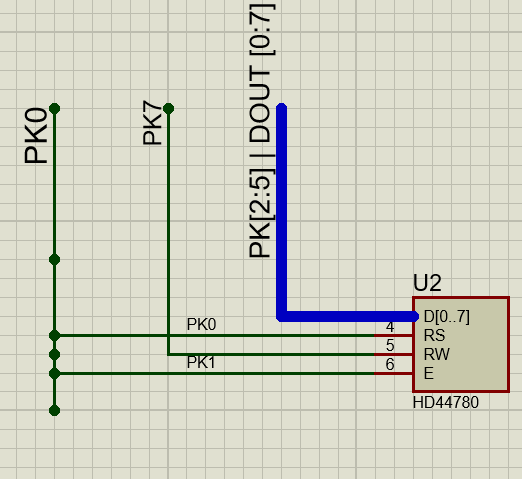 PK0
PK7
PK[2:5] | DOUT [0:7]
U2
D[0..7]
PK0
4
RS
5
RW
PK1
6
E
HD44780